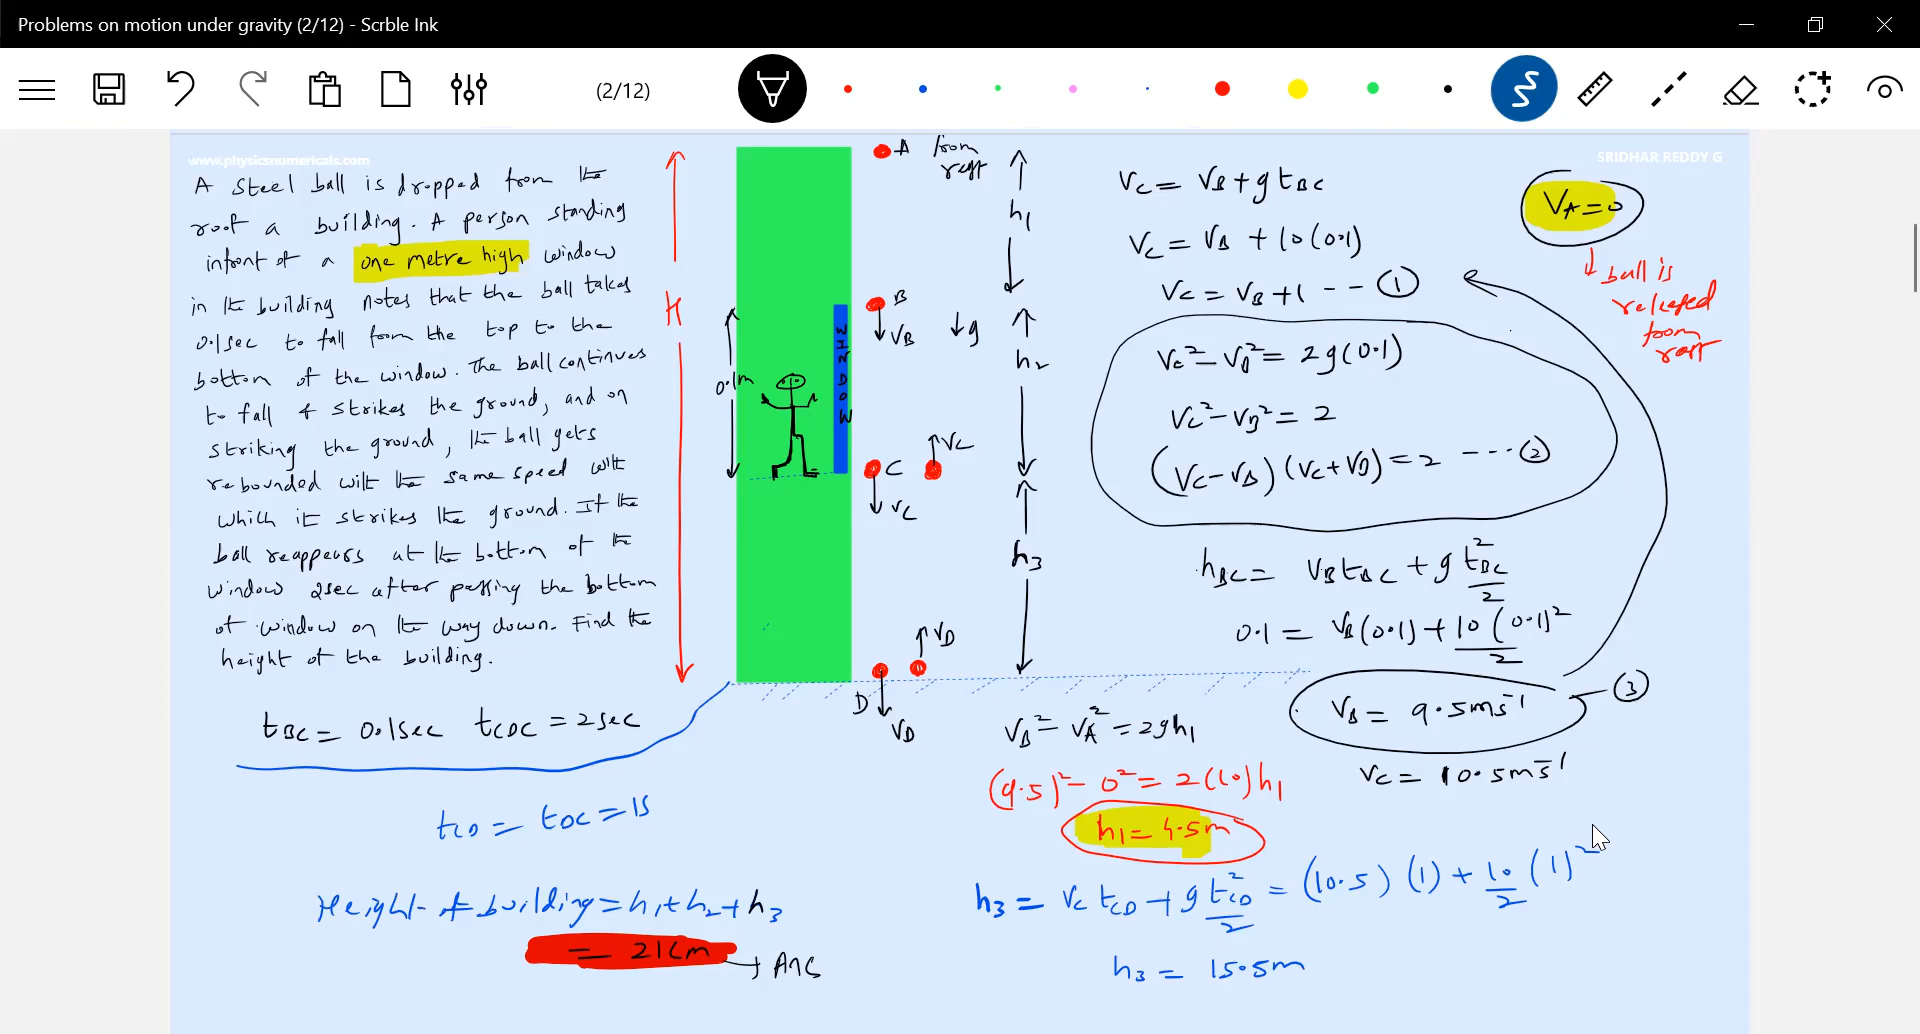 Problems on motion under gravity (2/12) - Scrble Ink
(2/12)
www.physicsnumericals.com
SRIDHAR REDDY G
A steel ball is dropped from the
roof a building. A person standing
infront of a one metre high window
in the building notes that the ball takes
0.1sec to fall from the top to the
bottom of the window. The ball continues
to fall & strikes the ground, and on
striking the ground, the ball gets
rebounded with the same speed with
which it strikes the ground. If the
ball reappears at the bottom of the
window 2sec after passing the bottom
of window on the way down. Find the
height of the building.
tBC = 0.1sec tCDC = 2sec
tCD = tDC = 1s
Height of building = h1 + h2 + h3
= 21cm → Ans
H
0.1m
WINDOW
A from
rest
B
VB
↓g
C
VC
VC
VD
D
VD
h1
h2
h3
VC = VB + g tBC
VC = VB + 10(0.1)
VC = VB + 1 --- (1)
VC² - VB² = 2g(0.1)
VC² - VB² = 2
(VC - VB)(VC + VB) = 2 ---- (2)
VA = 0
ball is
released
from
rest
hBC = VB tBC + g t²BC/2
0.1 = VB(0.1) + 10(0.1)²/2
VB = 9.5ms⁻¹ (3)
VC = 10.5ms⁻¹
VB² - VA² = 2gh1
(9.5)² - 0² = 2(10)h1
h1 = 4.5m
h3 = VC tCD + g t²CD/2 = (10.5)(1) + 10/2 (1)²
h3 = 15.5m